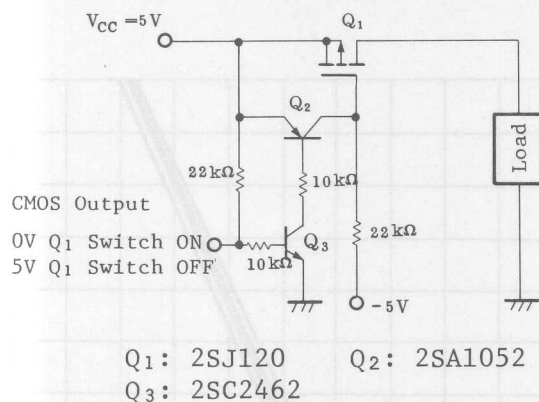 V_CC =5V
Q₁
Q₂
22kΩ
10kΩ
Load
CMOS Output
0V Q₁ Switch ON
5V Q₁ Switch OFF
10kΩ
Q₃
22kΩ
-5V
Q₁: 2SJ120
Q₂: 2SA1052
Q₃: 2SC2462